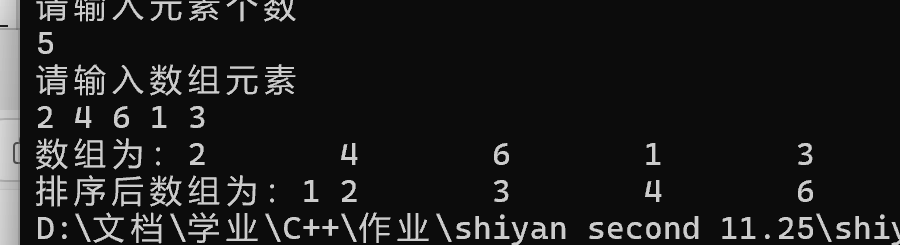 请输入元素个数
5
请输入数组元素
2 4 6 1 3
数组为：2 4 6 1 3
排序后数组为：1 2 3 4 6
D:\文档\学业\C++\作业\shiyan second 11.25\shiy